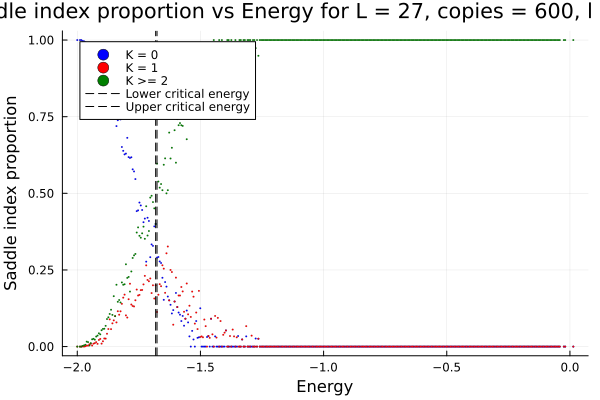 dle index proportion vs Energy for L = 27, copies = 600,
1.00
K = 0
K = 1
K >= 2
Lower critical energy
Upper critical energy
0.75
0.50
0.25
0.00
Saddle index proportion
−2.0
−1.5
−1.0
−0.5
0.0
Energy